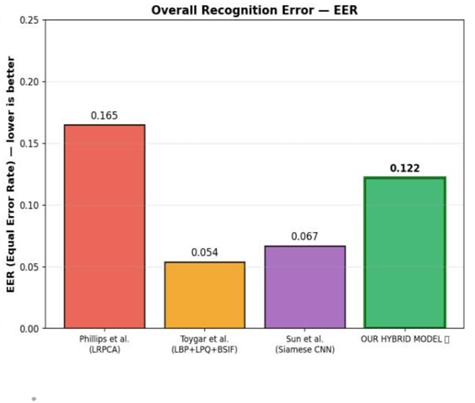 Overall Recognition Error — EER
EER (Equal Error Rate) — lower is better
0.25
0.20
0.15
0.10
0.05
0.00
0.165
0.054
0.067
0.122
Phillips et al.
(LRPCA)
Toygar et al.
(LBP+LPQ+BSIF)
Sun et al.
(Siamese CNN)
OUR HYBRID MODEL